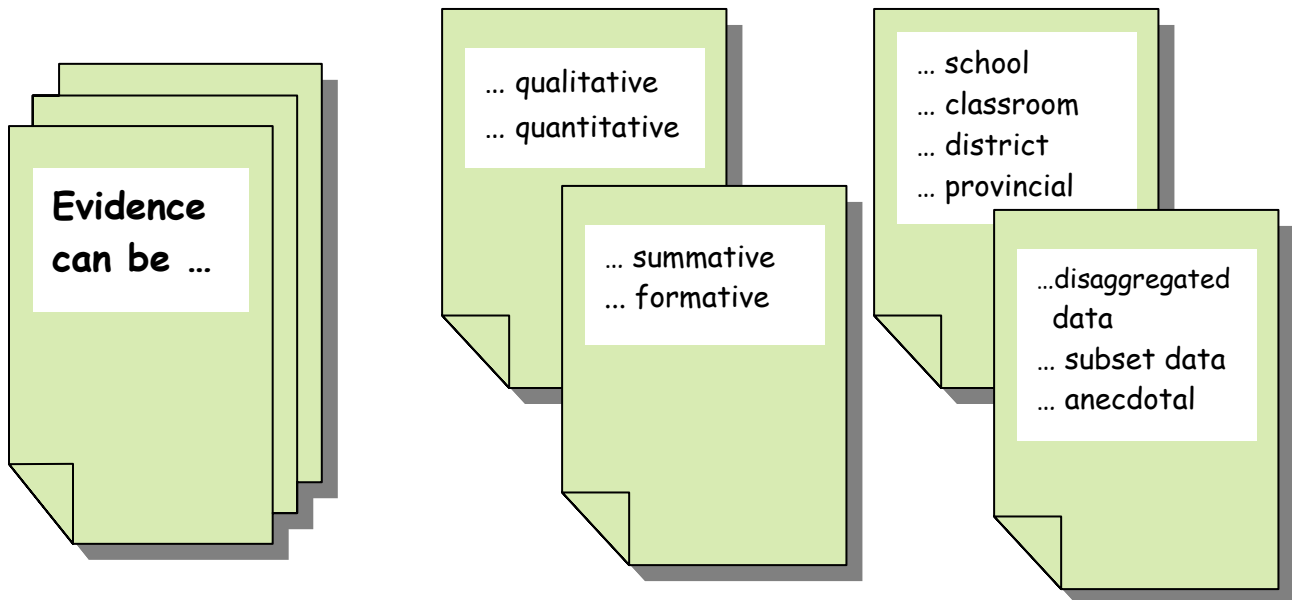 Evidence
can be …
… qualitative
… quantitative
… summative
... formative
… school
… classroom
… district
… provincial
…disaggregated
data
… subset data
… anecdotal